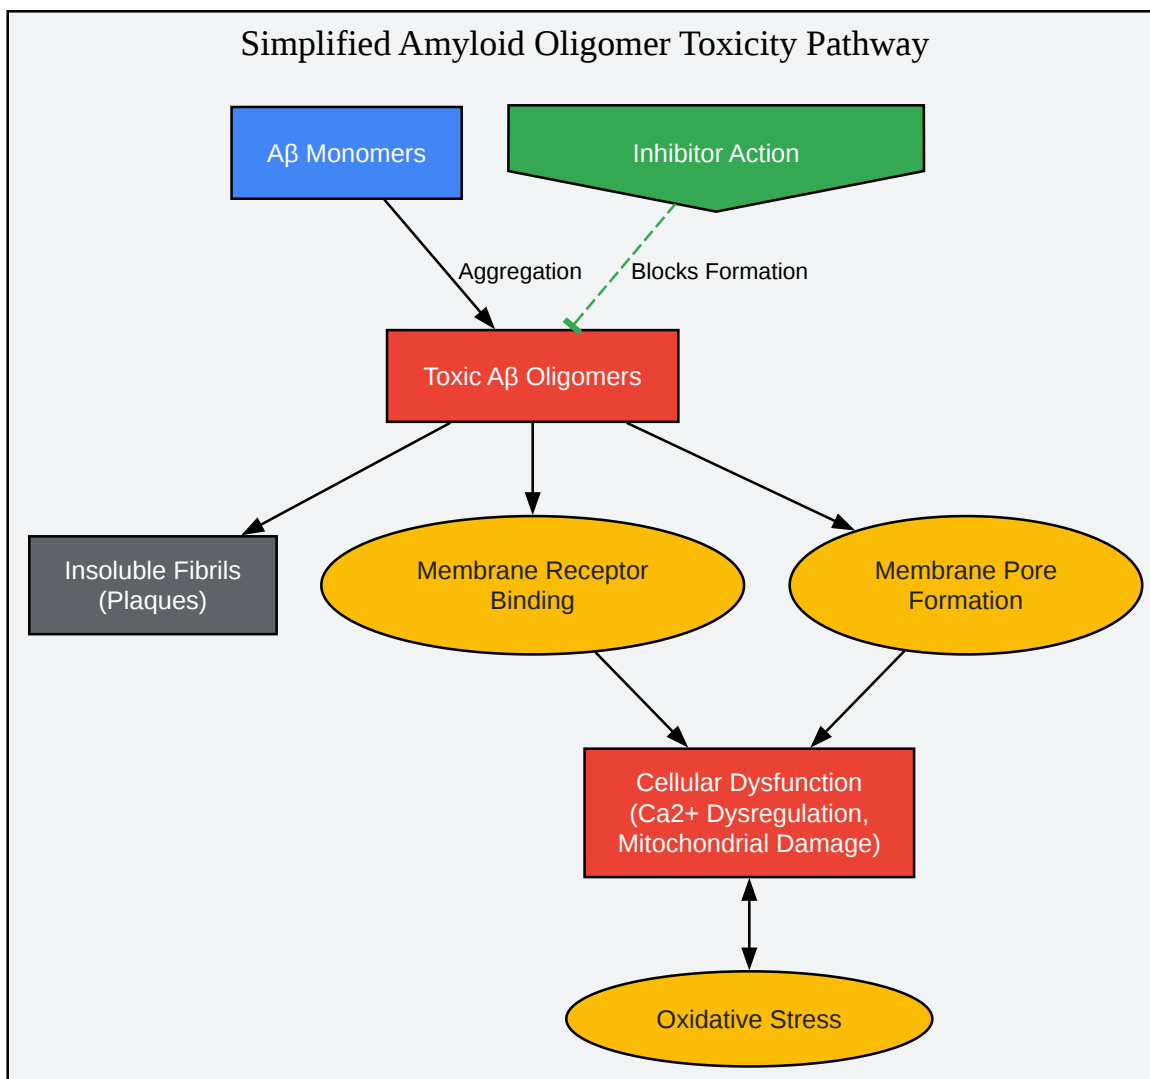 Simplified Amyloid Oligomer Toxicity Pathway
Aβ Monomers
Inhibitor Action
Aggregation
Blocks Formation
Toxic Aβ Oligomers
Insoluble Fibrils
(Plaques)
Membrane Receptor
Binding
Membrane Pore
Formation
Cellular Dysfunction
(Ca2+ Dysregulation,
Mitochondrial Damage)
Oxidative Stress